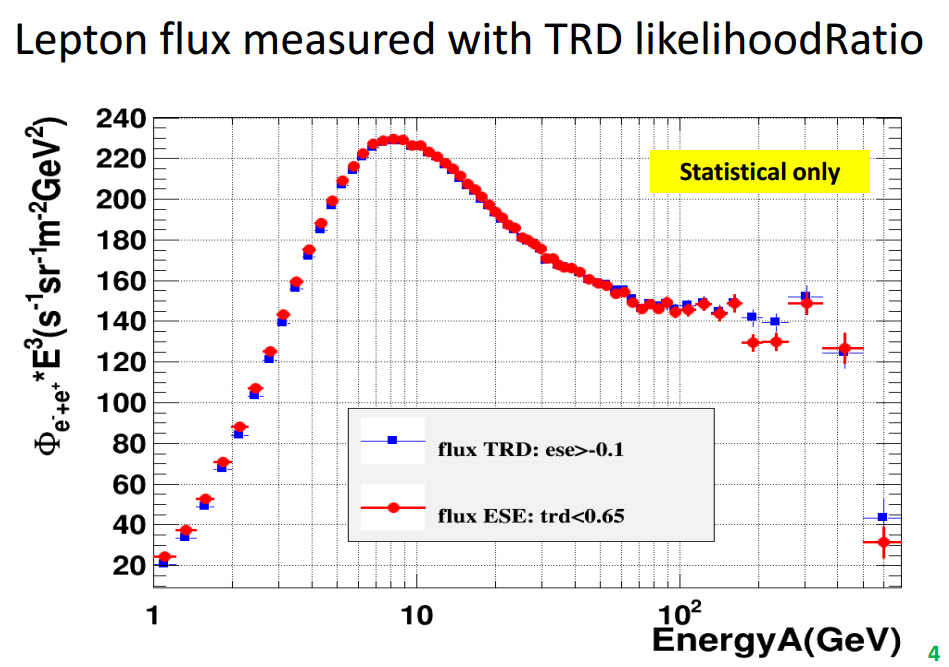 Lepton flux measured with TRD likelihoodRatio
Φe-+e+*E3(s-1sr-1m-2GeV2)
240
220
200
180
160
140
120
100
80
60
40
20
Statistical only
flux TRD: ese>-0.1
flux ESE: trd<0.65
1
10
10²
EnergyA(GeV)
4